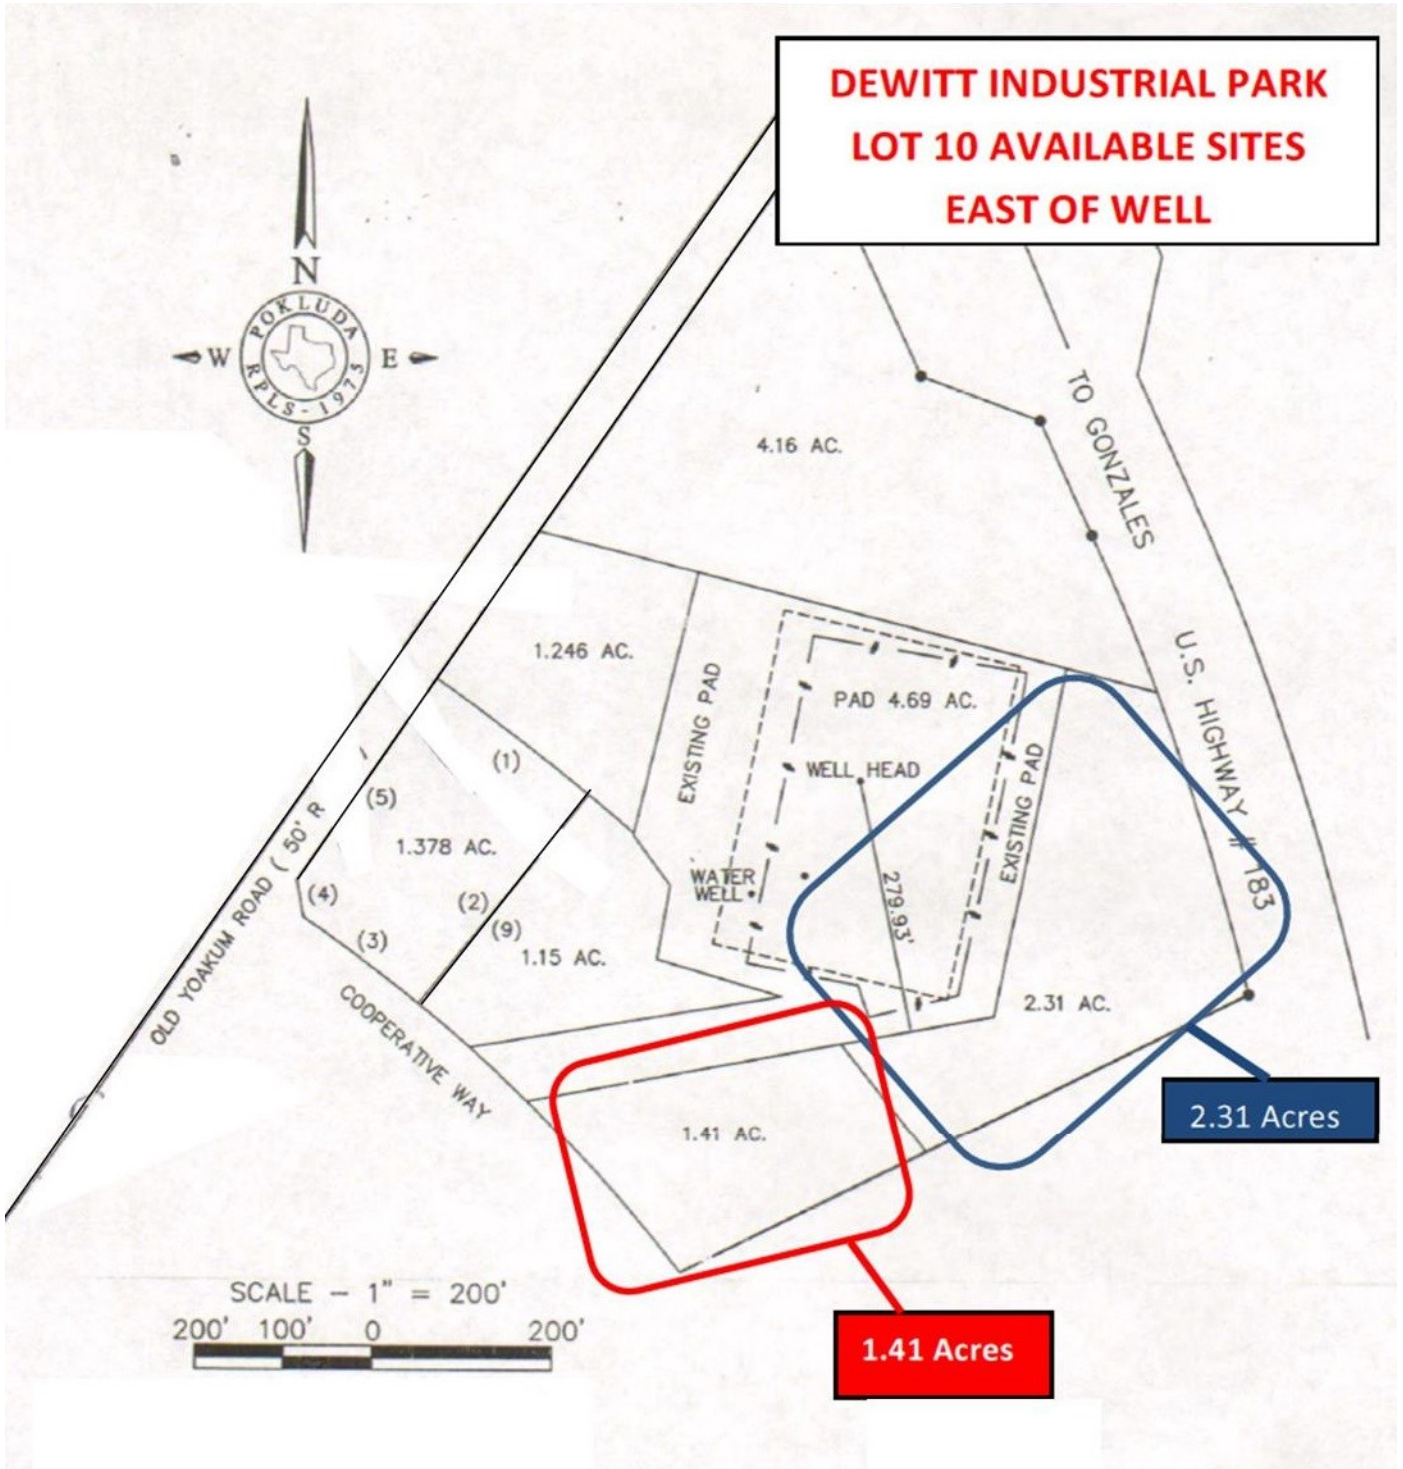 DEWITT INDUSTRIAL PARK
LOT 10 AVAILABLE SITES
EAST OF WELL
N
POKLUDA
RPLS - 1975
W
E
S
TO GONZALES
4.16 AC.
U.S. HIGHWAY # 183
1.246 AC.
EXISTING PAD
PAD 4.69 AC.
WELL HEAD
EXISTING PAD
(1)
(5)
1.378 AC.
(4)
(2)
(3)
(9)
1.15 AC.
WATER
WELL
279.93'
2.31 AC.
OLD YOAKUM ROAD ( 50' R
COOPERATIVE WAY
1.41 AC.
2.31 Acres
1.41 Acres
SCALE - 1" = 200'
200' 100' 0 200'